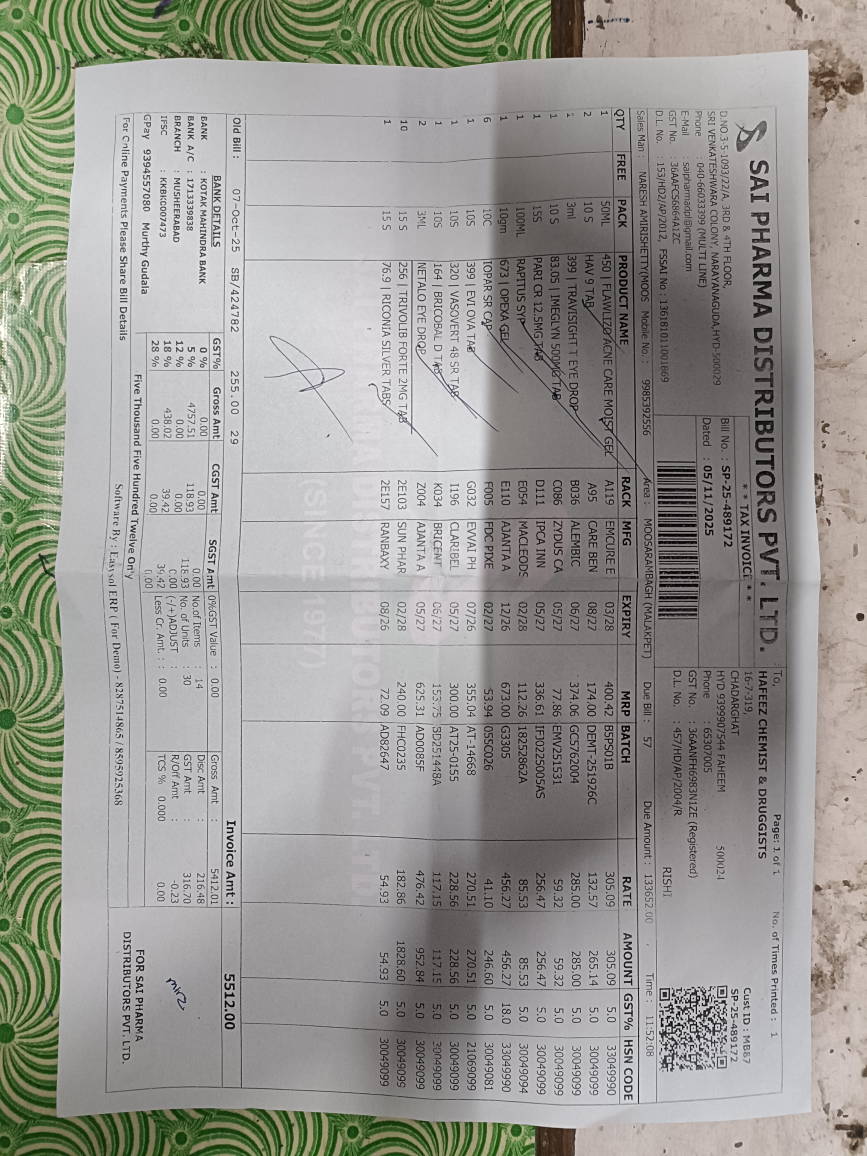 Page: 1 of 1 No. of Times Printed : 1
SAI PHARMA DISTRIBUTORS PVT. LTD.
D.NO.3-5-1093/22/A, 3RD & 4TH FLOOR,
SRI VENKATESHWARA COLONY, NARAYANAGUDA,HYD-500029
Phone : 040-66033399 (MULTI LINE)
E-Mail : saipharmadpl@gmail.com
GST No. : 36AAFCS6864A1ZC
D.L. No. : 153/HD2/AP/2012, FSSAI No :
* * TAX INVOICE * *
Bill No. : SP-25-489172
Dated : 05/11/2025
To,
HAFEEZ CHEMIST & DRUGGISTS
16-7-319,
CHADARGHAT
HYD 9399907544 FAHEEM 500024
Phone : 65307005
GST No. : 36AANFH6983N1ZE (Registered)
D.L. No. : 457/HD/AP/2004/R
RISHI
Cust ID : MB87
SP-25-489172
Sales Man : NARESH AMIRISHETTY(MOOS Mobile No.: 9985392556 Area : MOOSARAMBAGH (MALAKPET) Due Bill : 57 Due Amount : 133652.00 Time : 11:52:08
QTY FREE PACK PRODUCT NAME RACK MFG EXPIRY MRP BATCH RATE AMOUNT GST% HSN CODE
1 50ML 450 | FLAWLIZO ACNE CARE MOIST GEL A119 EMCURE E 03/28 400.42 B5PS01B 305.09 305.09 5.0 33049990
2 10 S HAV 9 TAB A95 CARE BEN 08/27 174.00 DEMT-251926C 132.57 265.14 5.0 30049099
1 3ml 399 | TRAVISIGHT T EYE DROP B036 ALEMBIC 06/27 374.06 GC5762004 285.00 285.00 5.0 30049099
1 10 S 83.05 | IMEGLYN 500MG TAB C086 ZYDUS CA 05/27 77.86 EMV251531 59.32 59.32 5.0 30049099
1 15S PARI CR 12.5MG TAB D111 IPCA INN 05/27 336.61 IFI0225005AS 256.47 256.47 5.0 30049099
1 100ML RAPITUS SYP E054 MACLEODS 02/28 112.26 18252862A 85.53 85.53 5.0 30049094
1 10gm 673 | OPEXA GEL E110 AJANTA A 12/26 673.00 G3305 456.27 456.27 18.0 33049990
6 10C IOPAR SR CAP F005 FDC 02/27 53.94 055C026 41.10 246.60 5.0 30049081
1 10S 399 | EVI OVA TAB G032 EVVAI PH 07/26 355.04 AT-14668 270.51 270.51 5.0 21069099
1 10S 320 | VASOVERT 48 SR TAB I196 CLARIBEL 05/27 300.00 AT25-0155 228.56 228.56 5.0 30049099
1 10S 164 | BRICOBAL D TAB K034 BRICENT 06/27 153.75 117.15 117.15 5.0 30049099
2 3ML NETALO EYE DROP Z004 AJANTA A 05/27 625.31 AD0085F 476.42 952.84 5.0 30049099
10 15 S 256 | TRIVOLIB FORTE 2MG TAB 2E103 SUN PHAR 02/28 240.00 FHC0235 182.86 1828.60 5.0 30049099
1 15 S 76.9 | RICONIA SILVER TABS 2E157 RANBAXY 08/26 72.09 AD82647 54.93 54.93 5.0 30049099
(SINCE 1977)
Old Bill : 07-Oct-25 SB/424782 255.00 29
Invoice Amt : 5512.00
BANK DETAILS
BANK : KOTAK MAHINDRA BANK
BANK A/C : 1713339838
BRANCH : MUSHEERABAD
IFSC : KKBK0007473
GPay 9394557080 Murthy Gudala
GST% Gross Amt CGST Amt SGST Amt
0 % 0.00 0.00 0.00
5 % 4757.51 118.93 118.93
12 % 0.00 0.00 0.00
18 % 438.02 39.42 39.42
28 % 0.00 0.00 0.00
0%GST Value : 0.00
No.of Items : 14
No. of Units : 30
(-/+)ADJUST :
Less Cr. Amt. : 0.00
Gross Amt : 5412.01
Disc Amt : 216.48
GST Amt : 316.70
R/Off Amt : -0.23
TCS % 0.000 0.00
Five Thousand Five Hundred Twelve Only
For Online Payments Please Share Bill Details
Software By : Easysol ERP ( For Demo) - 8287514865 / 8595925368
FOR SAI PHARMA
DISTRIBUTORS PVT. LTD.